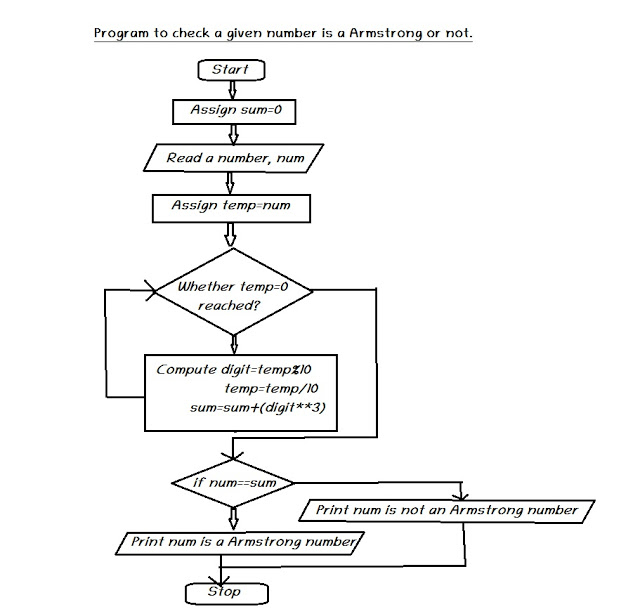 Program to check a given number is a Armstrong or not.
Start
Assign sum=0
Read a number, num
Assign temp=num
Whether temp=0
reached?
Compute digit=temp%10
temp=temp/10
sum=sum+(digit**3)
if num==sum
Print num is not an Armstrong number
Print num is a Armstrong number
Stop